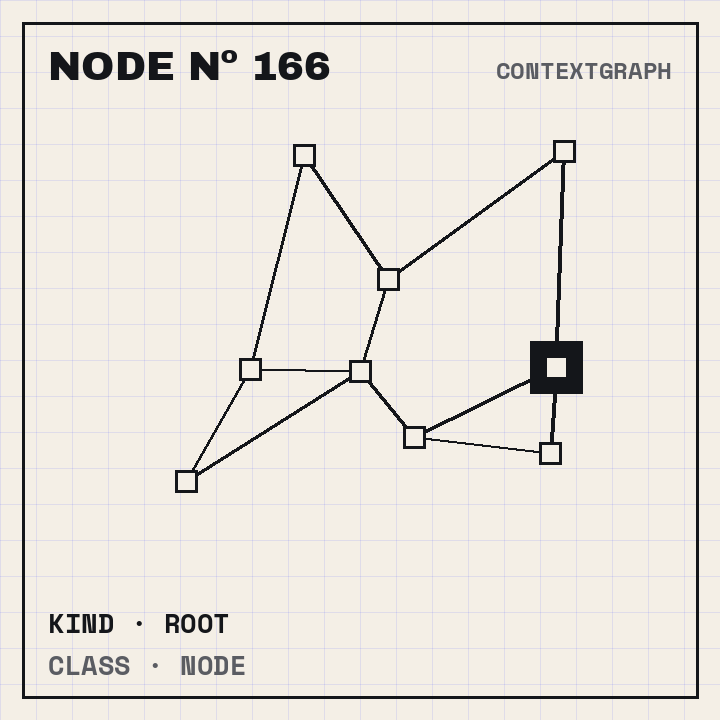 NODE Nº 166
CONTEXTGRAPH
KIND · ROOT
CLASS · NODE